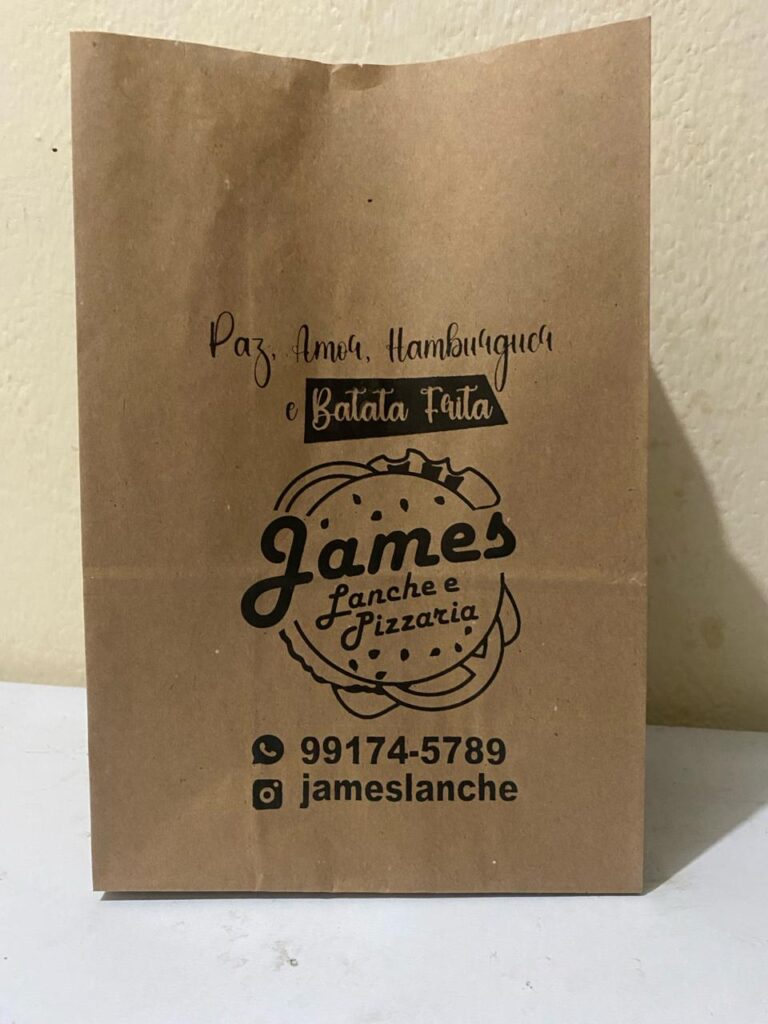 Paz, Amor, Hamburguer
e Batata Frita
James
Lanche e
Pizzaria
99174-5789
jameslanche